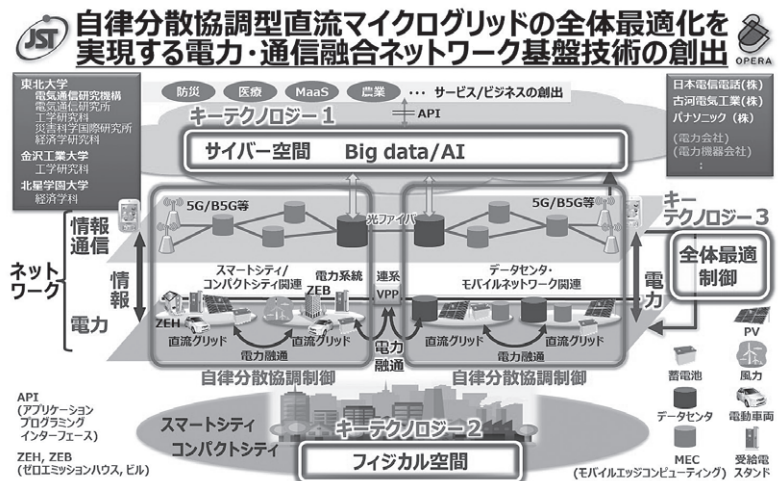 JST
自律分散協調型直流マイクログリッドの全体最適化を
実現する電力・通信融合ネットワーク基盤技術の創出
OPERA
東北大学
電気通信研究機構
電気通信研究所
工学研究科
災害科学国際研究所
経済学研究科
金沢工業大学
工学研究科
北星学園大学
経済学科
防災
医療
MaaS
農業
… サービス/ビジネスの創出
API
日本電信電話(株)
古河電気工業(株)
パナソニック (株)
(電力会社)
(電力機器会社)
:
キーテクノロジー1
サイバー空間 Big data/AI
5G/B5G等
光ファイバ
5G/B5G等
キー
テクノロジー3
情報
通信
ネット
ワーク
電力
情報
スマートシティ/
コンパクトシティ関連
電力系統
ZEB
連系
VPP
データセンタ・
モバイルネットワーク関連
電力
全体最適
制御
ZEH
直流グリッド
直流グリッド
直流グリッド
直流グリッド
電力融通
電力
融通
電力融通
自律分散協調制御
自律分散協調制御
PV
蓄電池
風力
データセンタ
電動車両
MEC
(モバイルエッジコンピューティング)
受給電
スタンド
API
(アプリケーション
プログラミング
インターフェース)
ZEH, ZEB
(ゼロエミッションハウス, ビル)
スマートシティ
コンパクトシティ
キーテクノロジー2
フィジカル空間